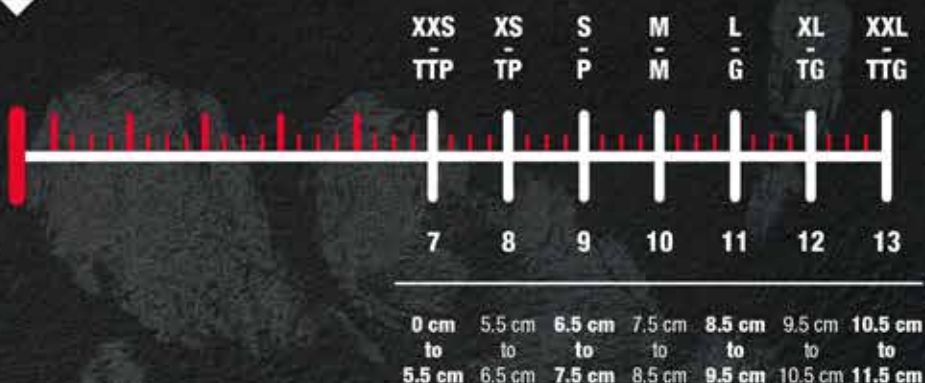 XXS XS S M L XL XXL
- - - - - - -
TTP TP P M G TG TTG
7 8 9 10 11 12 13
0 cm 5.5 cm 6.5 cm 7.5 cm 8.5 cm 9.5 cm 10.5 cm
to to to to to to to
5.5 cm 6.5 cm 7.5 cm 8.5 cm 9.5 cm 10.5 cm 11.5 cm